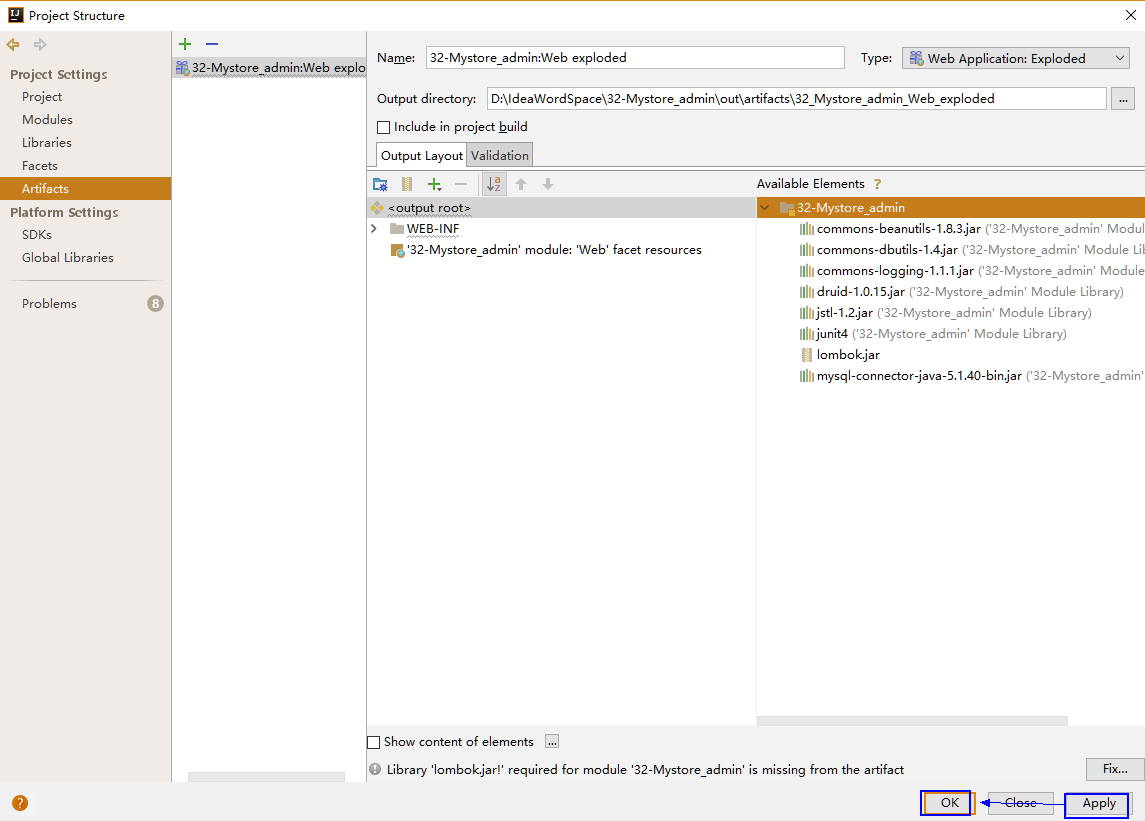 Project Structure
Project Settings
Project
Modules
Libraries
Facets
Artifacts
Platform Settings
SDKs
Global Libraries
Problems 8
32-Mystore_admin:Web explo
Name: 32-Mystore_admin:Web exploded Type: Web Application: Exploded
Output directory: D:\IdeaWordSpace\32-Mystore_admin\out\artifacts\32_Mystore_admin_Web_exploded ...
Include in project build
Output Layout Validation
<output root>
WEB-INF
'32-Mystore_admin' module: 'Web' facet resources
Available Elements ?
32-Mystore_admin
commons-beanutils-1.8.3.jar ('32-Mystore_admin' Modul
commons-dbutils-1.4.jar ('32-Mystore_admin' Module Lib
commons-logging-1.1.1.jar ('32-Mystore_admin' Module
druid-1.0.15.jar ('32-Mystore_admin' Module Library)
jstl-1.2.jar ('32-Mystore_admin' Module Library)
junit4 ('32-Mystore_admin' Module Library)
lombok.jar
mysql-connector-java-5.1.40-bin.jar ('32-Mystore_admin'
Show content of elements ...
Library 'lombok.jar!' required for module '32-Mystore_admin' is missing from the artifact Fix...
? OK Close Apply